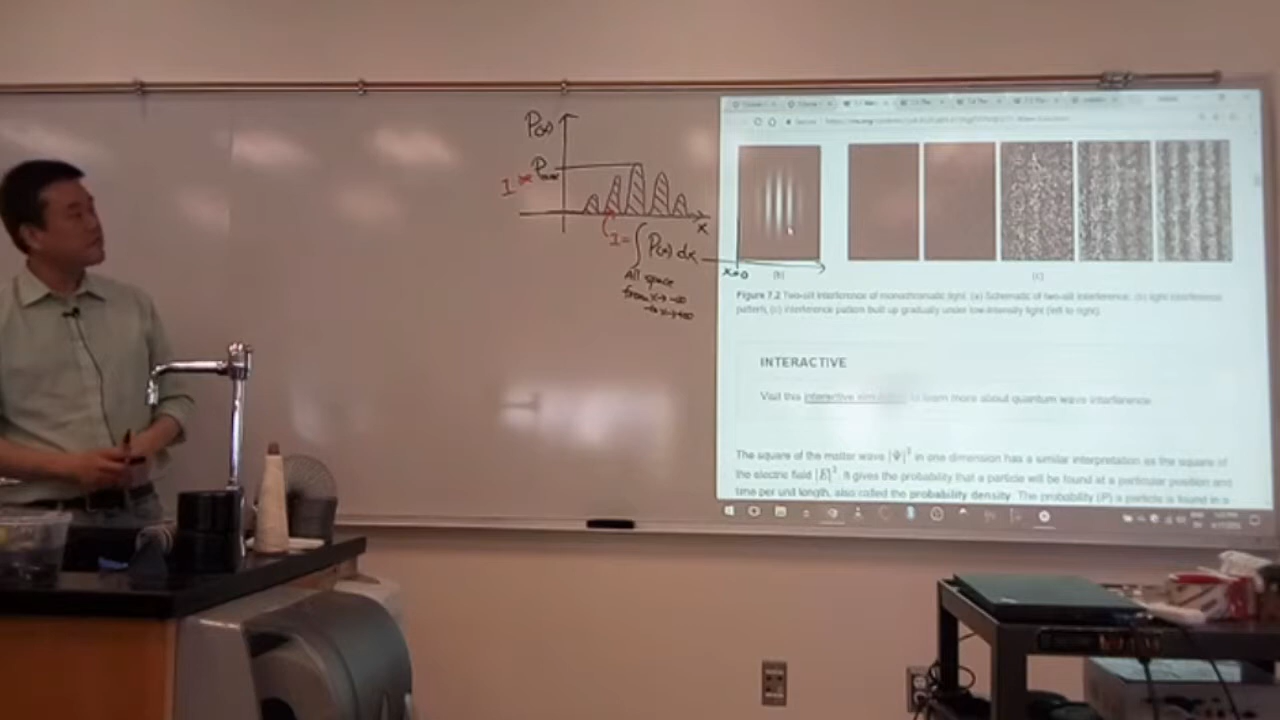 P(x)
Pmax
1
x
1 = ∫ P(x) dx
All space
from x→ -∞
to x→+∞
x=0
(b)
(c)
Figure 7.2 Two-slit interference of monochromatic light. (a) Schematic of two-slit interference; (b) light interference
pattern; (c) interference pattern built up gradually under low-intensity light (left to right).
INTERACTIVE
Visit this interactive simulation to learn more about quantum wave interference.
The square of the matter wave |Ψ|² in one dimension has a similar interpretation as the square of
the electric field |E|². It gives the probability that a particle will be found at a particular position and
time per unit length, also called the probability density. The probability (P) a particle is found in a